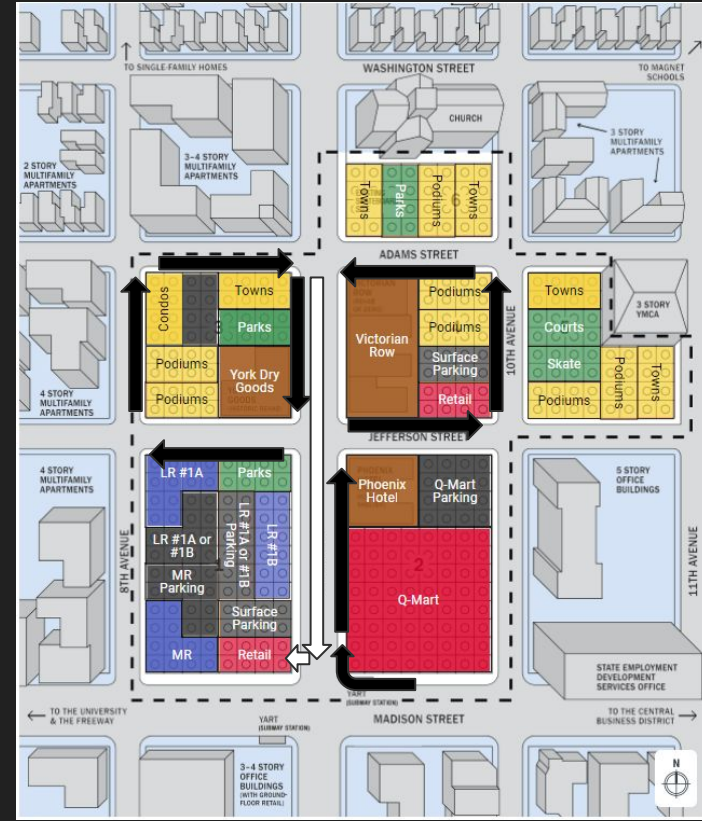 TO SINGLE-FAMILY HOMES
WASHINGTON STREET
TO MAGNET
SCHOOLS
CHURCH
2 STORY
MULTIFAMILY
APARTMENTS
3–4 STORY
MULTIFAMILY
APARTMENTS
3 STORY
MULTIFAMILY
APARTMENTS
Towns
Parks
Podiums
6
Towns
ADAMS STREET
Condos
Towns
Parks
Podiums
York Dry
Goods
Podiums
4 STORY
MULTIFAMILY
APARTMENTS
Victorian
Row
Podiums
Podiums
Surface
Parking
Retail
10TH AVENUE
Towns
Courts
Skate
Podiums
Podiums
Towns
3 STORY
YMCA
JEFFERSON STREET
4 STORY
MULTIFAMILY
APARTMENTS
8TH AVENUE
LR #1A
Parks
LR #1A or
#1B
LR #1A or #1B
Parking
LR #1B
MR
Parking
1
Surface
Parking
MR
Retail
Phoenix
Hotel
Q-Mart
Parking
2
Q-Mart
5 STORY
OFFICE
BUILDINGS
11TH AVENUE
STATE EMPLOYMENT
DEVELOPMENT
SERVICES OFFICE
YART
(SUBWAY STATION)
TO THE UNIVERSITY
& THE FREEWAY
YART
(SUBWAY STATION)
MADISON STREET
TO THE CENTRAL
BUSINESS DISTRICT
3–4 STORY
OFFICE
BUILDINGS
(WITH GROUND-
FLOOR RETAIL)
N